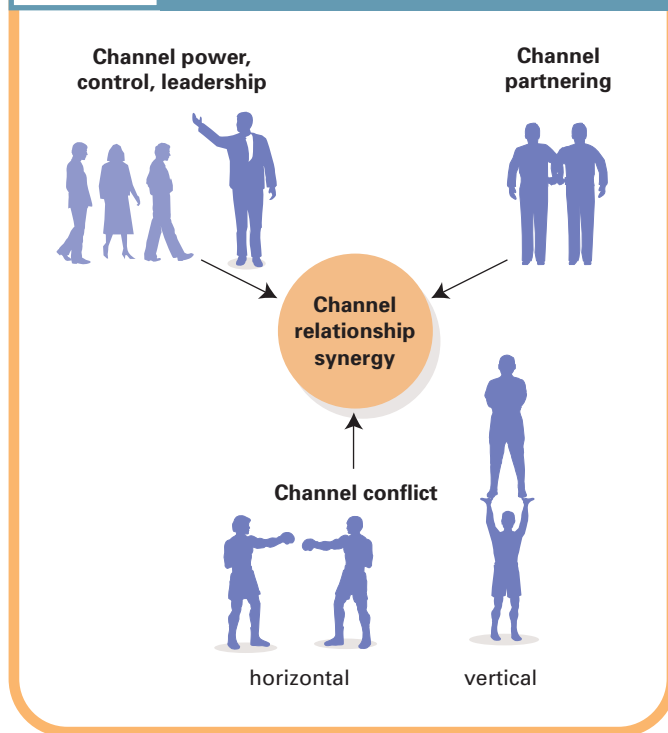 Channel power,
control, leadership
Channel
partnering
Channel
relationship
synergy
Channel conflict
horizontal
vertical